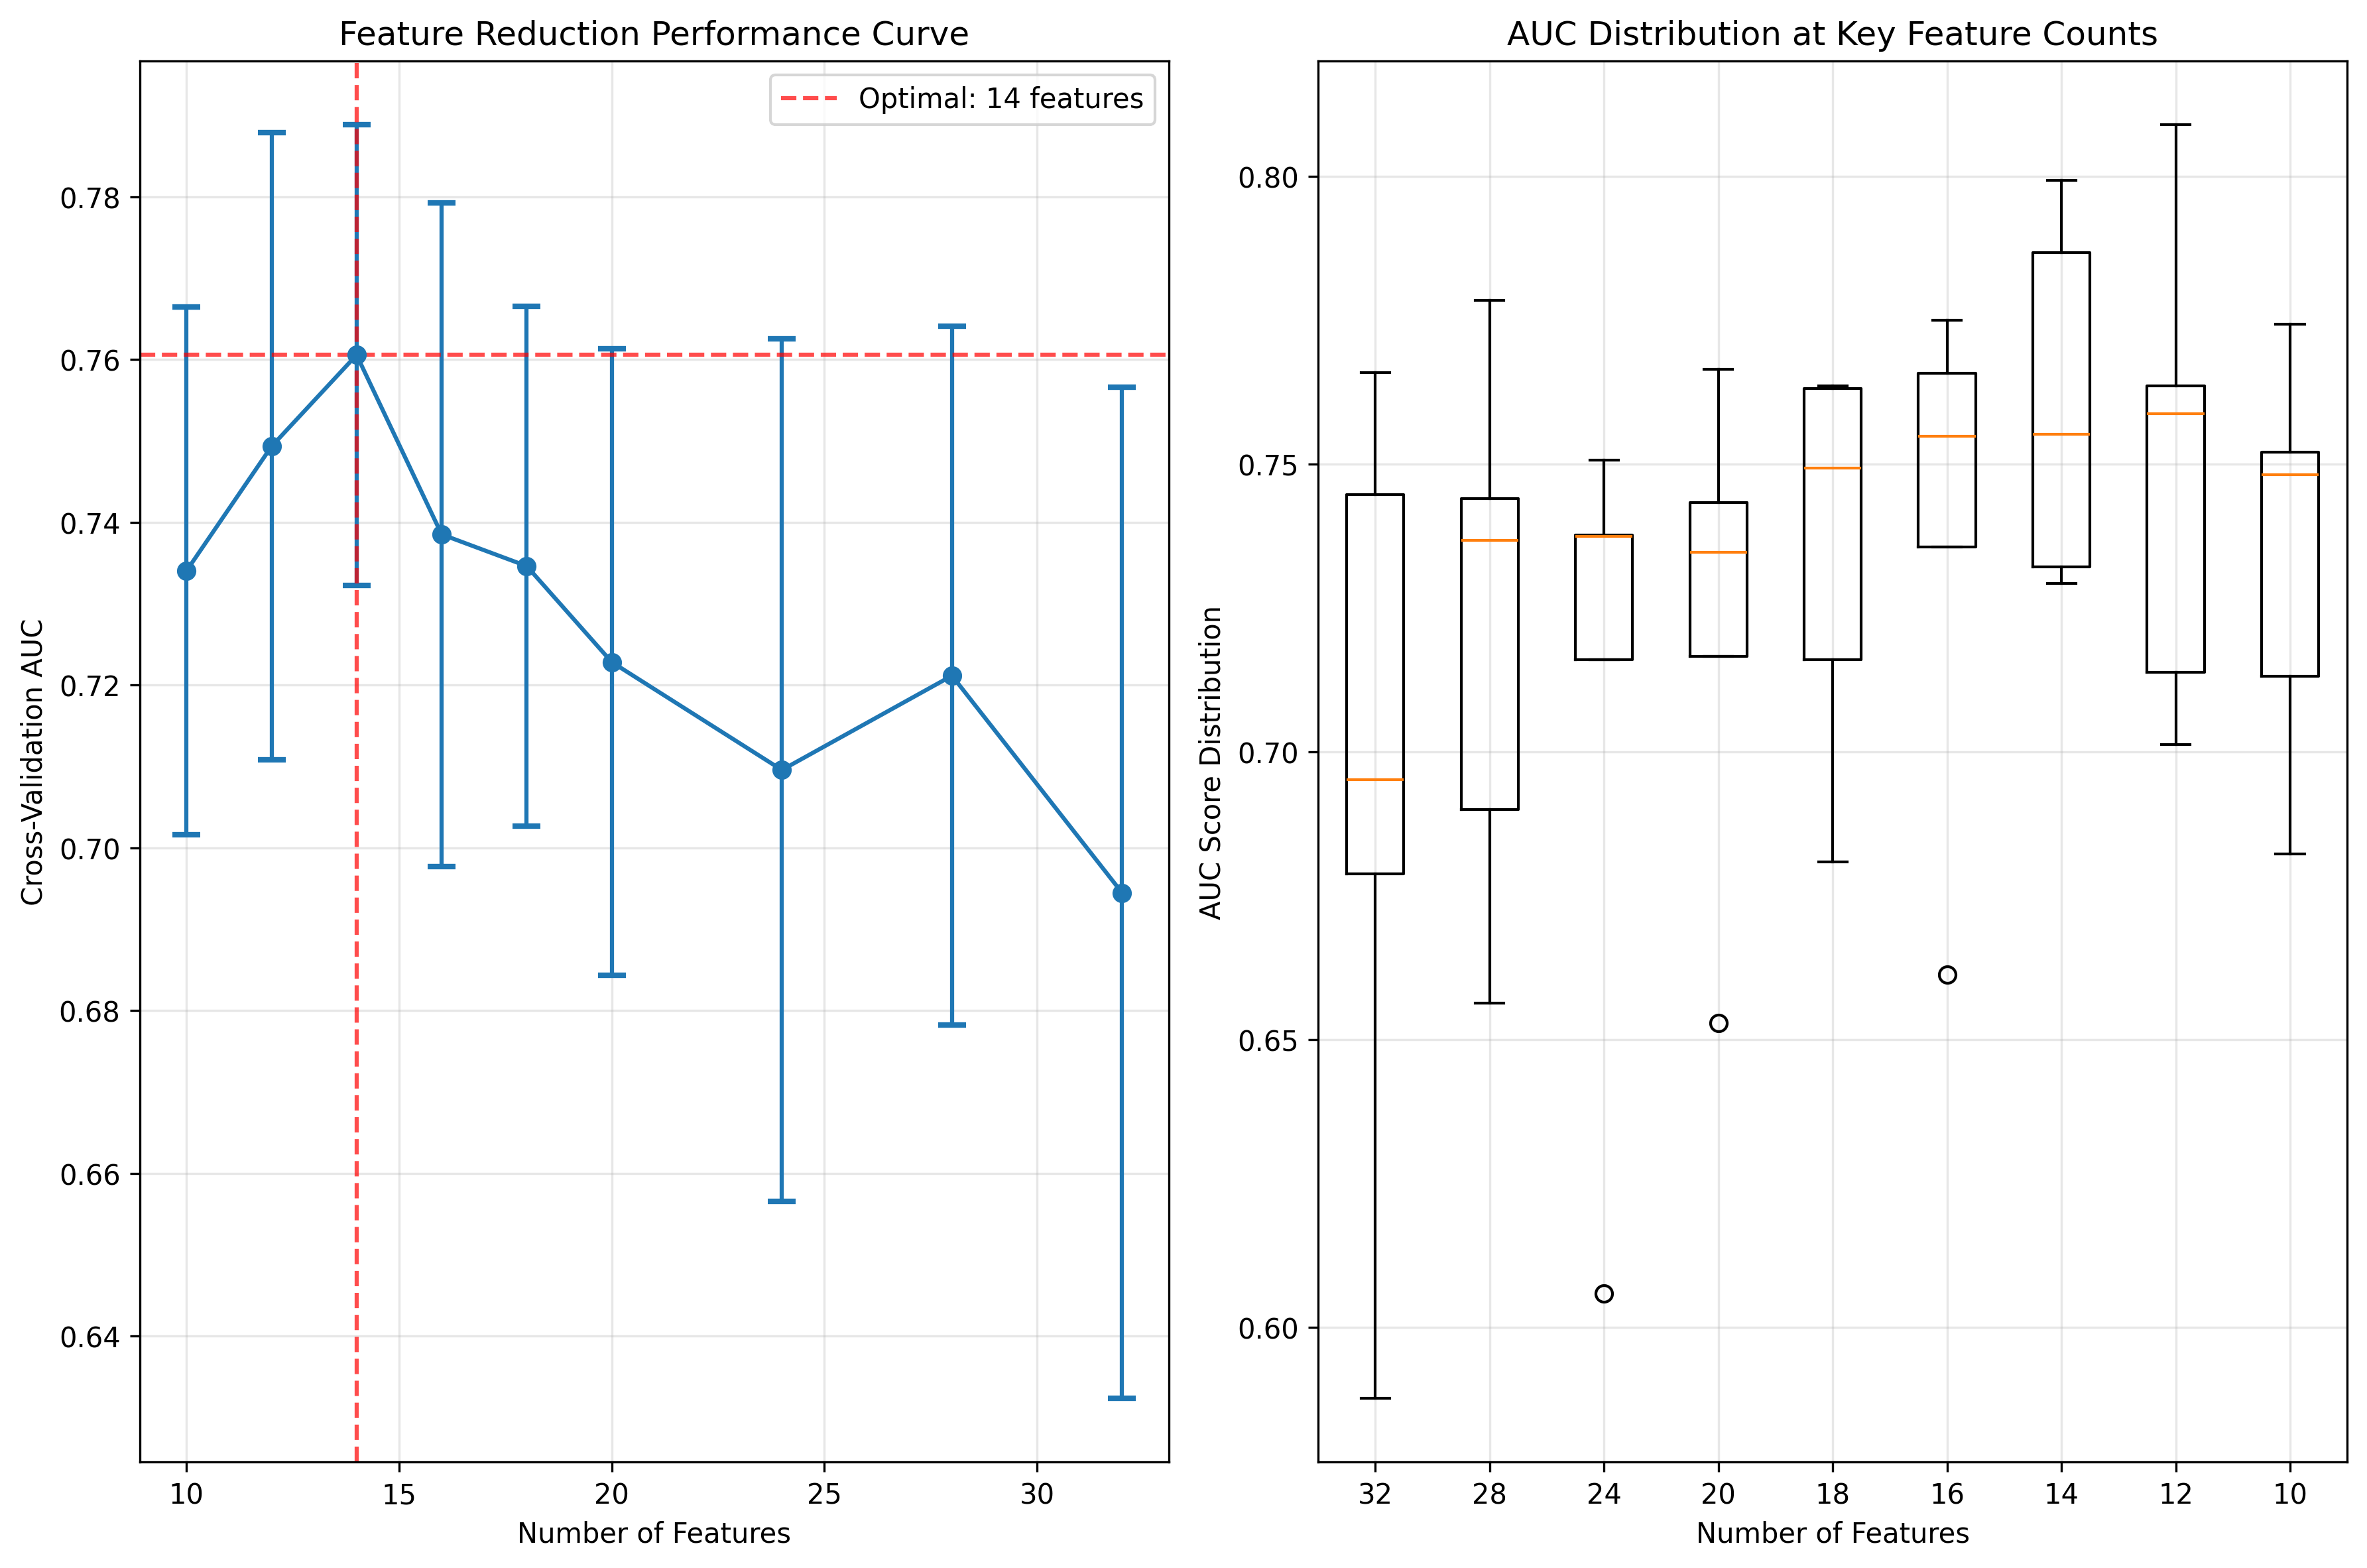 Feature Reduction Performance Curve
Optimal: 14 features
0.78
0.76
0.74
0.72
0.70
0.68
0.66
0.64
Cross-Validation AUC
10 15 20 25 30
Number of Features
AUC Distribution at Key Feature Counts
0.80
0.75
0.70
0.65
0.60
AUC Score Distribution
32 28 24 20 18 16 14 12 10
Number of Features